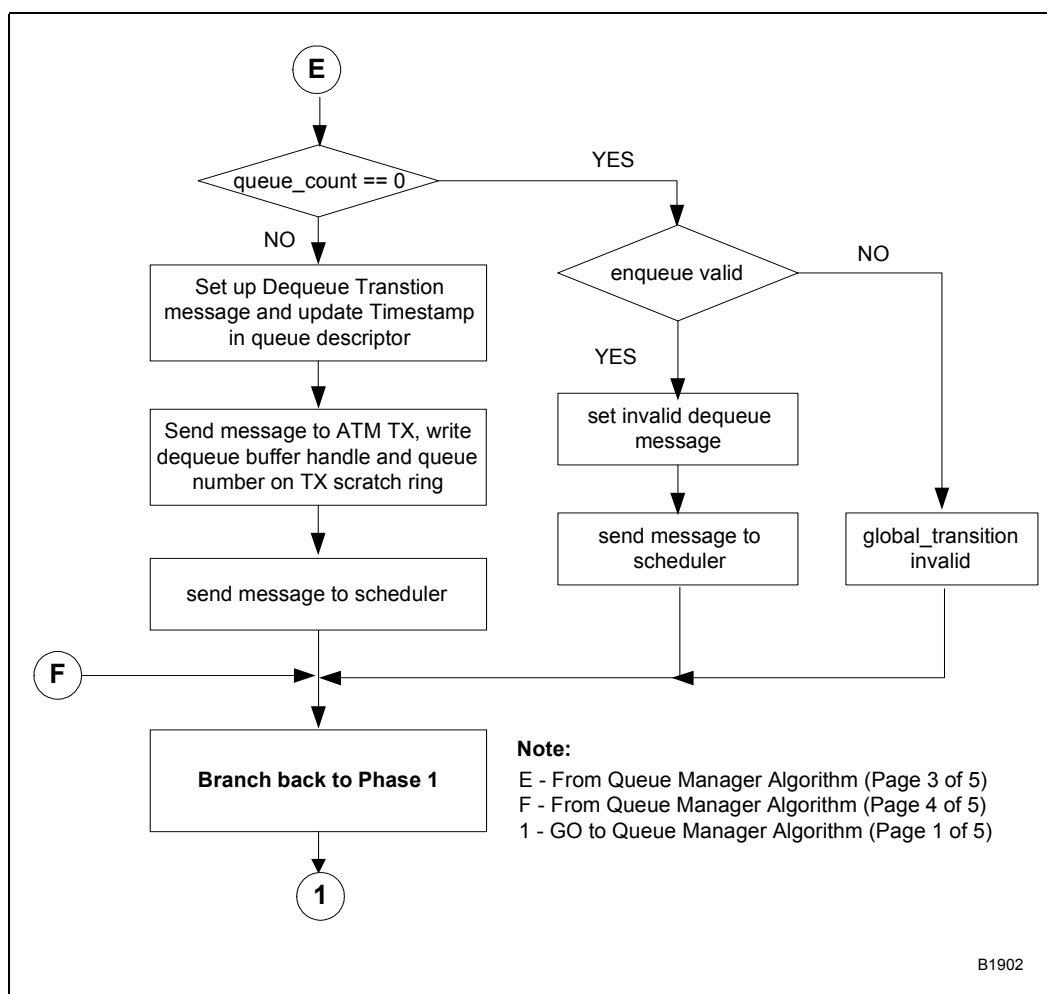 E
queue_count == 0
YES
NO
enqueue valid
NO
YES
Set up Dequeue Transtion
message and update Timestamp
in queue descriptor
Send message to ATM TX, write
dequeue buffer handle and queue
number on TX scratch ring
send message to scheduler
set invalid dequeue
message
send message to
scheduler
global_transition
invalid
F
Branch back to Phase 1
1
Note:
E - From Queue Manager Algorithm (Page 3 of 5)
F - From Queue Manager Algorithm (Page 4 of 5)
1 - GO to Queue Manager Algorithm (Page 1 of 5)
B1902